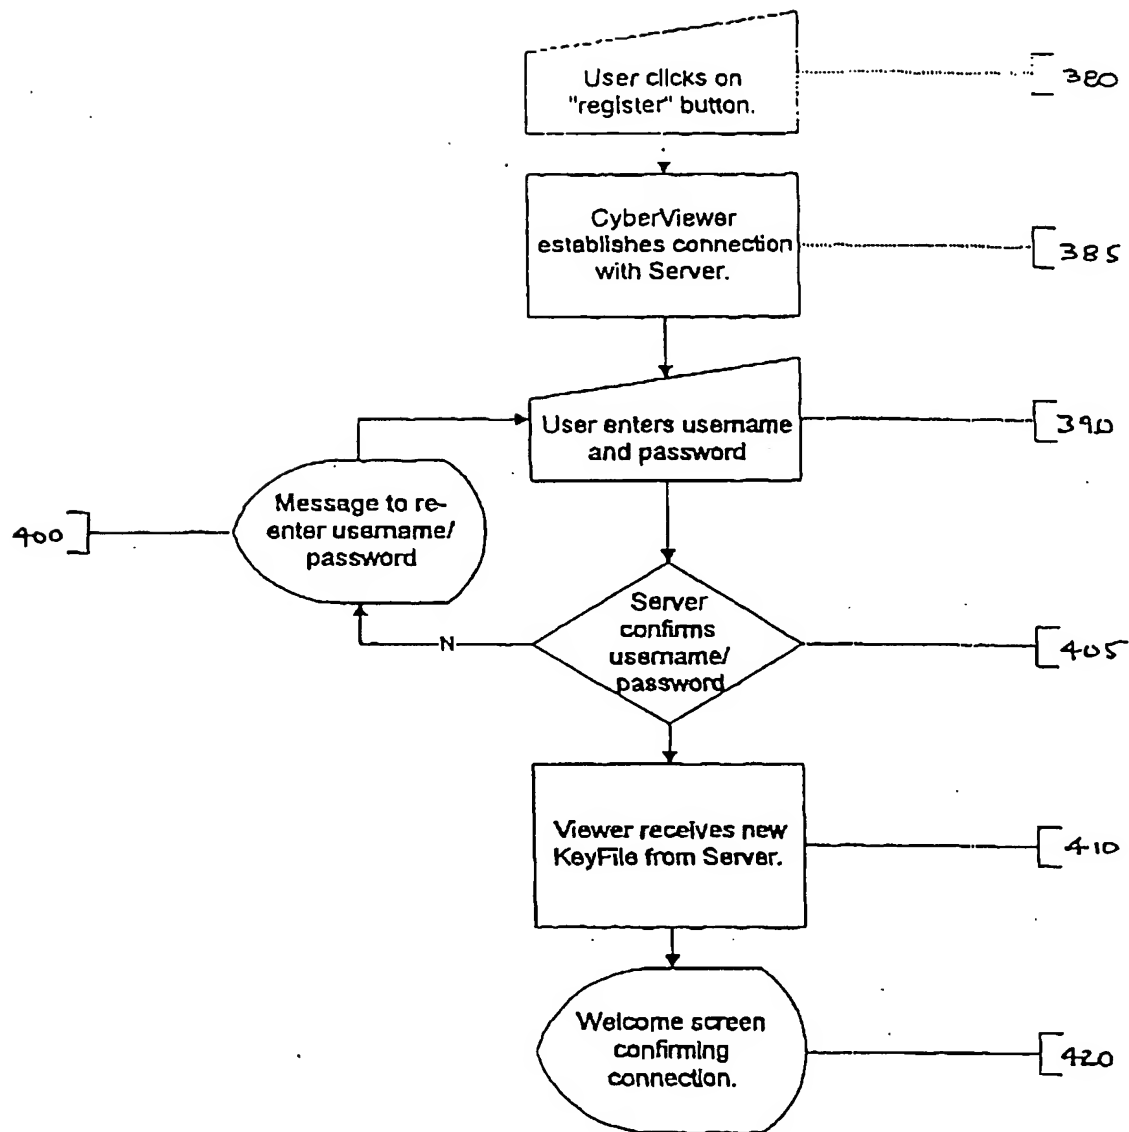 User clicks on
"register" button.
380
CyberViewer
establishes connection
with Server.
385
User enters username
and password
390
Message to re-
enter username/
password
400
Server
confirms
username/
password
N
405
Viewer receives new
KeyFile from Server.
410
Welcome screen
confirming
connection.
420